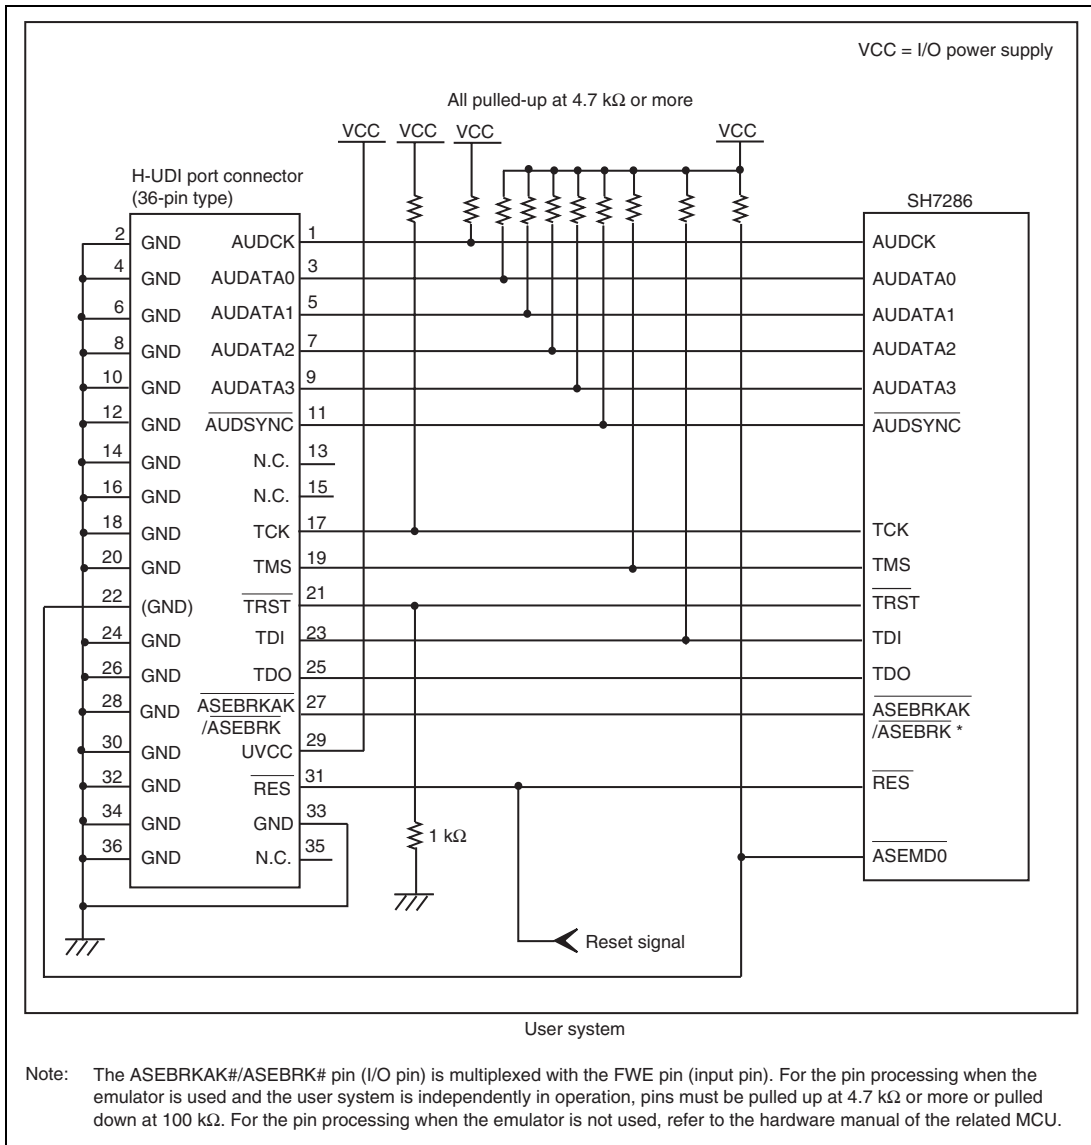 VCC = I/O power supply
All pulled-up at 4.7 kΩ or more
VCC VCC VCC VCC
H-UDI port connector
(36-pin type)
SH7286
2 GND AUDCK 1 AUDCK
4 GND AUDATA0 3 AUDATA0
6 GND AUDATA1 5 AUDATA1
8 GND AUDATA2 7 AUDATA2
10 GND AUDATA3 9 AUDATA3
12 GND AUDSYNC 11 AUDSYNC
14 GND N.C. 13
16 GND N.C. 15
18 GND TCK 17 TCK
20 GND TMS 19 TMS
22 (GND) TRST 21 TRST
24 GND TDI 23 TDI
26 GND TDO 25 TDO
28 GND ASEBRKAK 27 ASEBRKAK
/ASEBRK /ASEBRK *
30 GND UVCC 29
32 GND RES 31 RES
34 GND GND 33
1 kΩ
36 GND N.C. 35 ASEMD0
Reset signal
User system
Note: The ASEBRKAK#/ASEBRK# pin (I/O pin) is multiplexed with the FWE pin (input pin). For the pin processing when the
emulator is used and the user system is independently in operation, pins must be pulled up at 4.7 kΩ or more or pulled
down at 100 kΩ. For the pin processing when the emulator is not used, refer to the hardware manual of the related MCU.